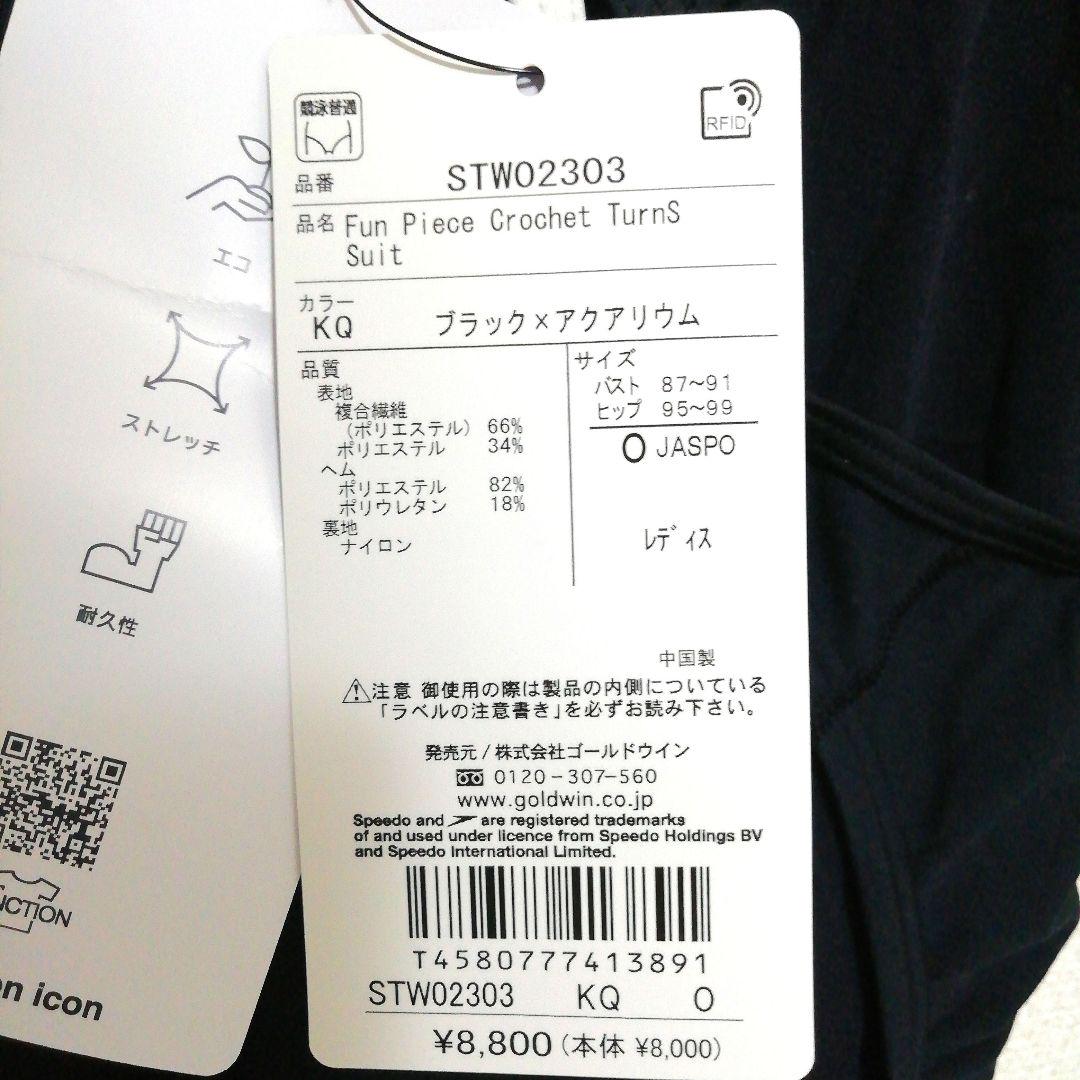 エコ
ストレッチ
耐久性
NCTION
on icon
競泳普通
RFID
品番 STW02303
品名 Fun Piece Crochet TurnS
Suit
カラー
KQ ブラック×アクアリウム
品質
表地
複合繊維
(ポリエステル) 66%
ポリエステル 34%
ヘム
ポリエステル 82%
ポリウレタン 18%
裏地
ナイロン
サイズ
バスト 87~91
ヒップ 95~99
O JASPO
レディス
中国製
⚠注意 御使用の際は製品の内側についている
「ラベルの注意書き」を必ずお読み下さい。
発売元/株式会社ゴールドウイン
0120-307-560
www.goldwin.co.jp
Speedo and are registered trademarks
of and used under licence from Speedo Holdings BV
and Speedo International Limited.
T4580777413891
STW02303 KQ O
¥8,800(本体 ¥8,000)